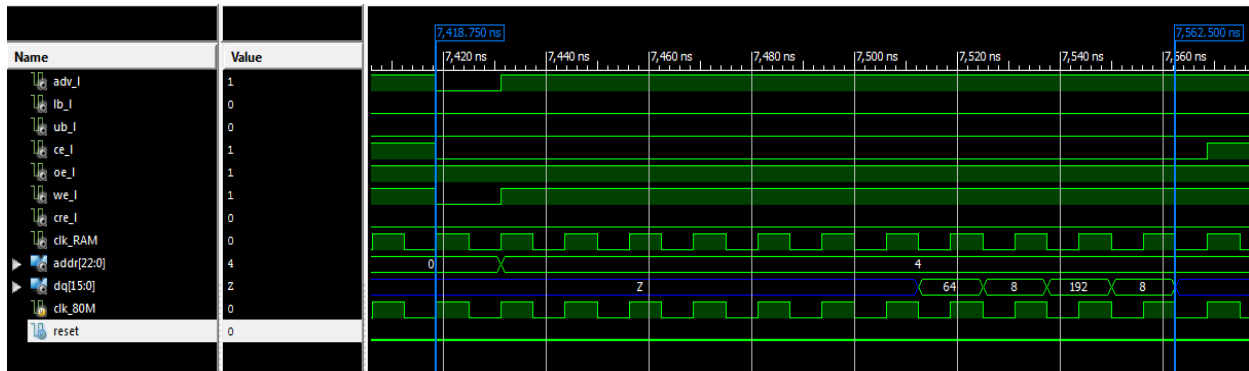 7,418.750 ns 7,562.500 ns
Name Value 7,420 ns 7,440 ns 7,460 ns 7,480 ns 7,500 ns 7,520 ns 7,540 ns 7,560 ns
adv_l 1
lb_l 0
ub_l 0
ce_l 1
oe_l 1
we_l 1
cre_l 0
clk_RAM 0
addr[22:0] 4 0 4
dq[15:0] Z Z 64 8 192 8
clk_80M 0
reset 0